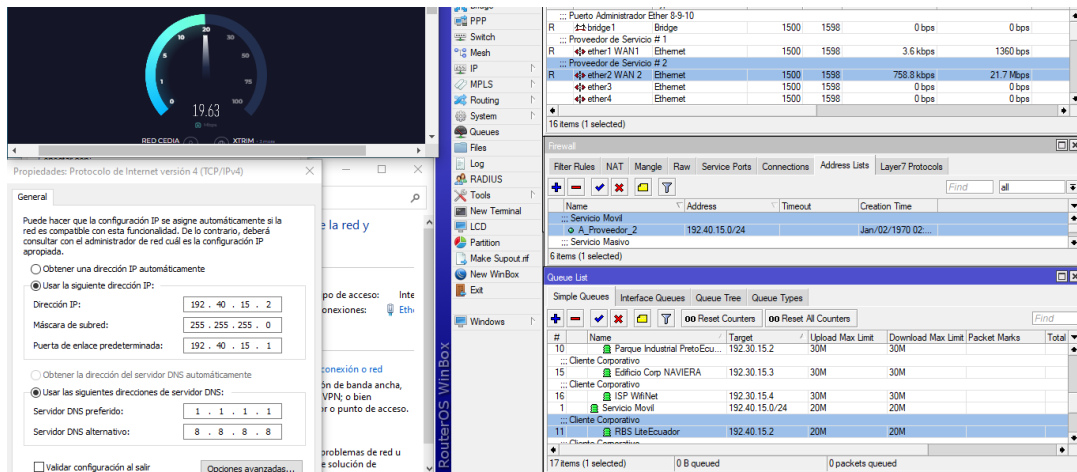 20
10
30
5
50
1
75
0
100
19.63
RED CEDIA
XTRIM
Propiedades: Protocolo de Internet versión 4 (TCP/IPv4)
General
Puede hacer que la configuración IP se asigne automáticamente si la
red es compatible con esta funcionalidad. De lo contrario, deberá
consultar con el administrador de red cuál es la configuración IP
apropiada.
Obtener una dirección IP automáticamente
Usar la siguiente dirección IP:
Dirección IP: 192 . 40 . 15 . 2
Máscara de subred: 255 . 255 . 255 . 0
Puerta de enlace predeterminada: 192 . 40 . 15 . 1
Obtener la dirección del servidor DNS automáticamente
Usar las siguientes direcciones de servidor DNS:
Servidor DNS preferido: 1 . 1 . 1 . 1
Servidor DNS alternativo: 8 . 8 . 8 . 8
Validar configuración al salir
Opciones avanzadas...
e la red y
po de acceso: Inte
onexiones: Ethe
conexión o red
ón de banda ancha,
VPN; o bien
or o punto de acceso.
problemas de red u
e solución de
RouterOS WinBox
PPP
Switch
Mesh
IP
MPLS
Routing
System
Queues
Files
Log
RADIUS
Tools
New Terminal
LCD
Partition
Make Supout.rif
New WinBox
Exit
Windows
;;; Puerto Administrador Ether 8-9-10
R bridge1 Bridge 1500 1598 0 bps 0 bps
;;; Proveedor de Servicio # 1
R ether1 WAN1 Ethernet 1500 1598 3.6 kbps 1360 bps
;;; Proveedor de Servicio # 2
R ether2 WAN 2 Ethernet 1500 1598 758.8 kbps 21.7 Mbps
ether3 Ethernet 1500 1598 0 bps 0 bps
ether4 Ethernet 1500 1598 0 bps 0 bps
16 items (1 selected)
Firewall
Filter Rules NAT Mangle Raw Service Ports Connections Address Lists Layer7 Protocols
Find all
Name Address Timeout Creation Time
;;; Servicio Movil
A_Proveedor_2 192.40.15.0/24 Jan/02/1970 02:...
;;; Servicio Masivo
6 items (1 selected)
Queue List
Simple Queues Interface Queues Queue Tree Queue Types
00 Reset Counters 00 Reset All Counters Find
# Name Target Upload Max Limit Download Max Limit Packet Marks Total
10 Parque Industrial PretoEcu... 192.30.15.2 30M 30M
;;; Cliente Corporativo
15 Edificio Corp NAVIERA 192.30.15.3 30M 30M
;;; Cliente Corporativo
16 ISP WifiNet 192.30.15.4 30M 30M
1 Servicio Movil 192.40.15.0/24 20M 20M
;;; Cliente Corporativo
11 RBS LiteEcuador 192.40.15.2 20M 20M
;;; Cliente Corporativo
17 items (1 selected) 0 B queued 0 packets queued